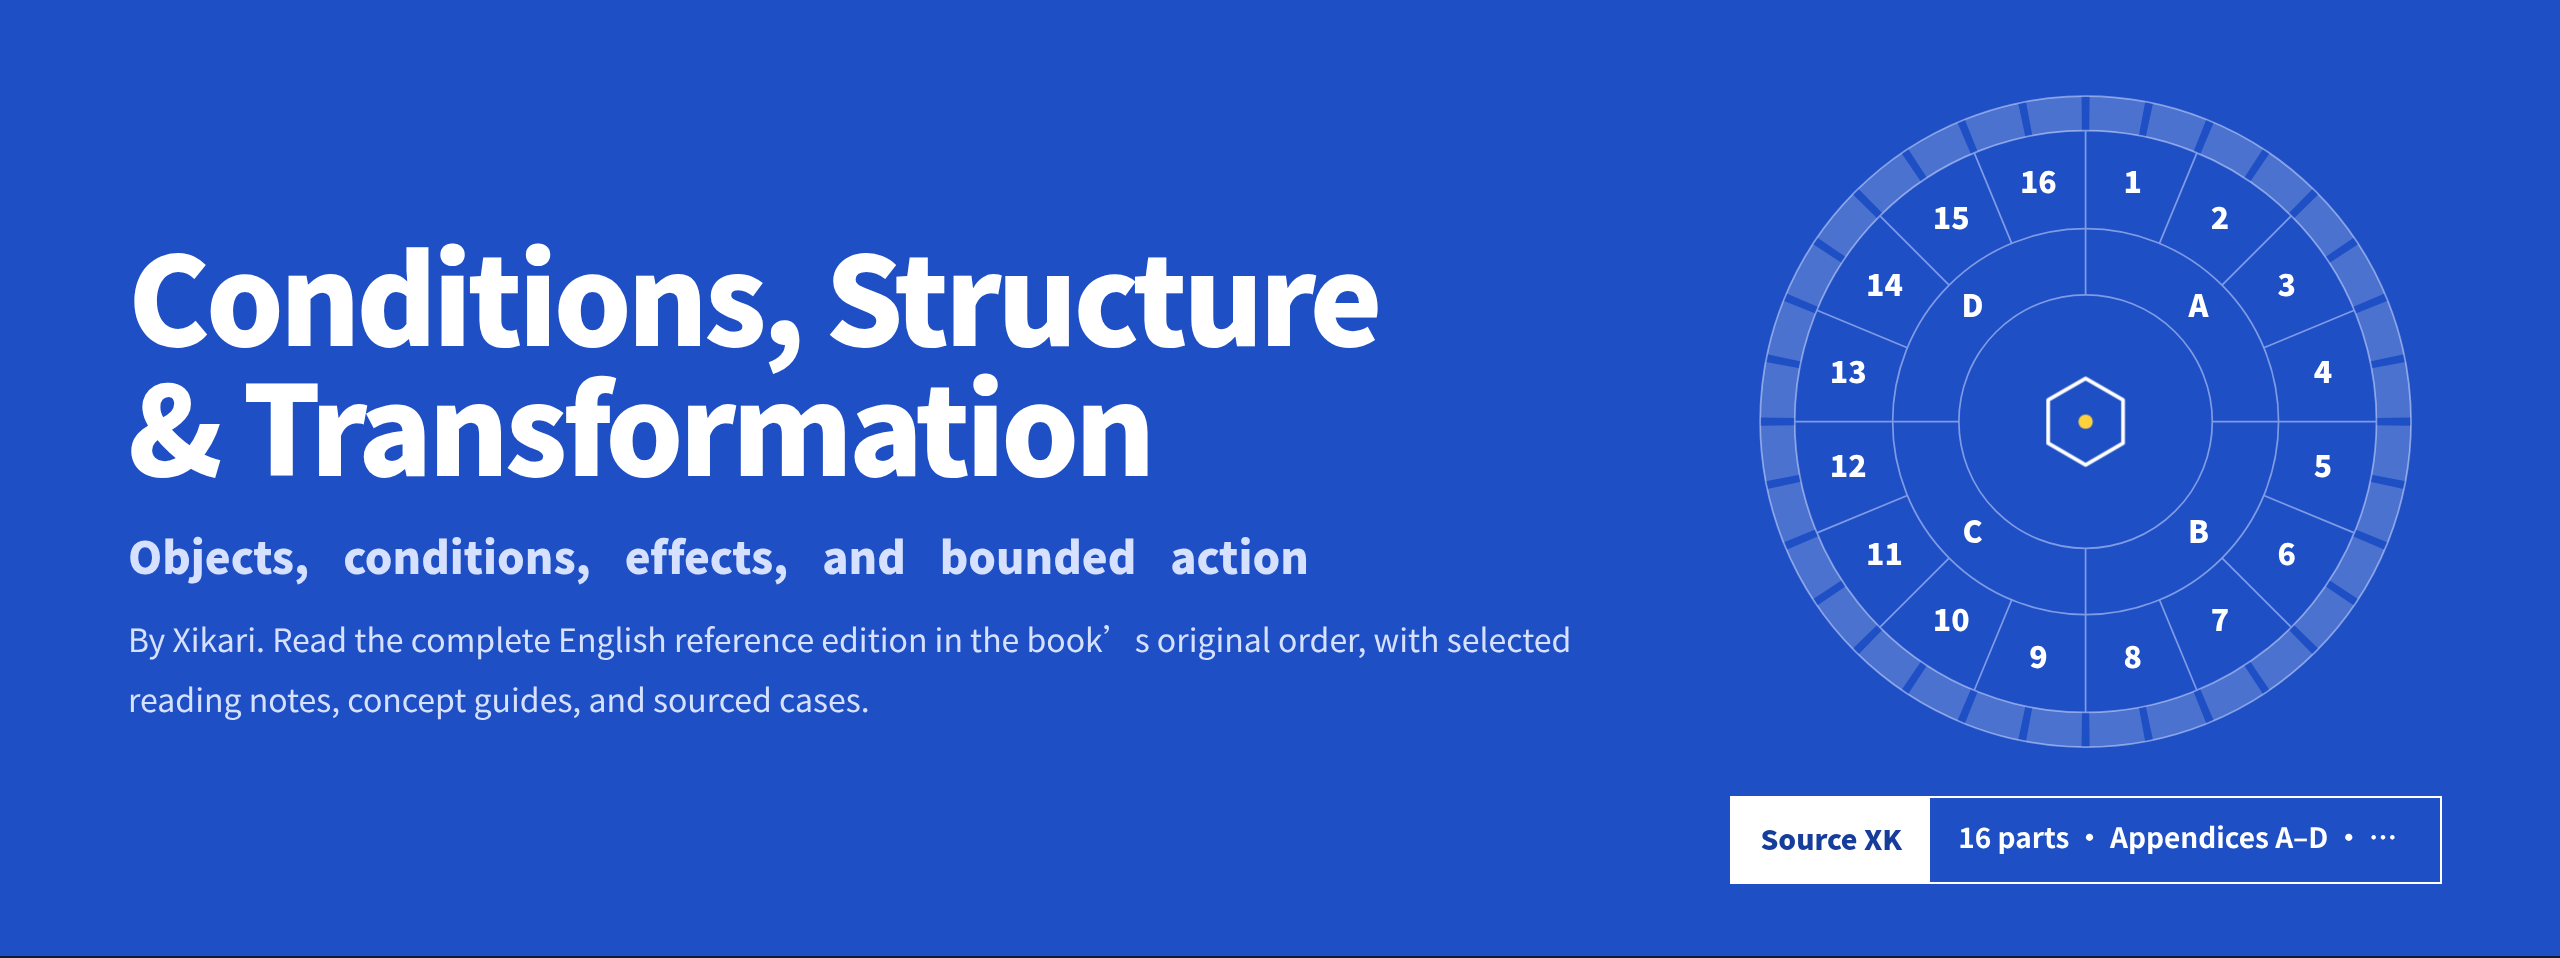 Conditions, Structure
& Transformation
Objects, conditions, effects, and bounded action
By Xikari. Read the complete English reference edition in the book’s original order, with selected
reading notes, concept guides, and sourced cases.
16
1
15
2
14
3
D
A
13
4
12
5
C
B
11
6
10
7
9
8
Source XK
16 parts • Appendices A–D • ···